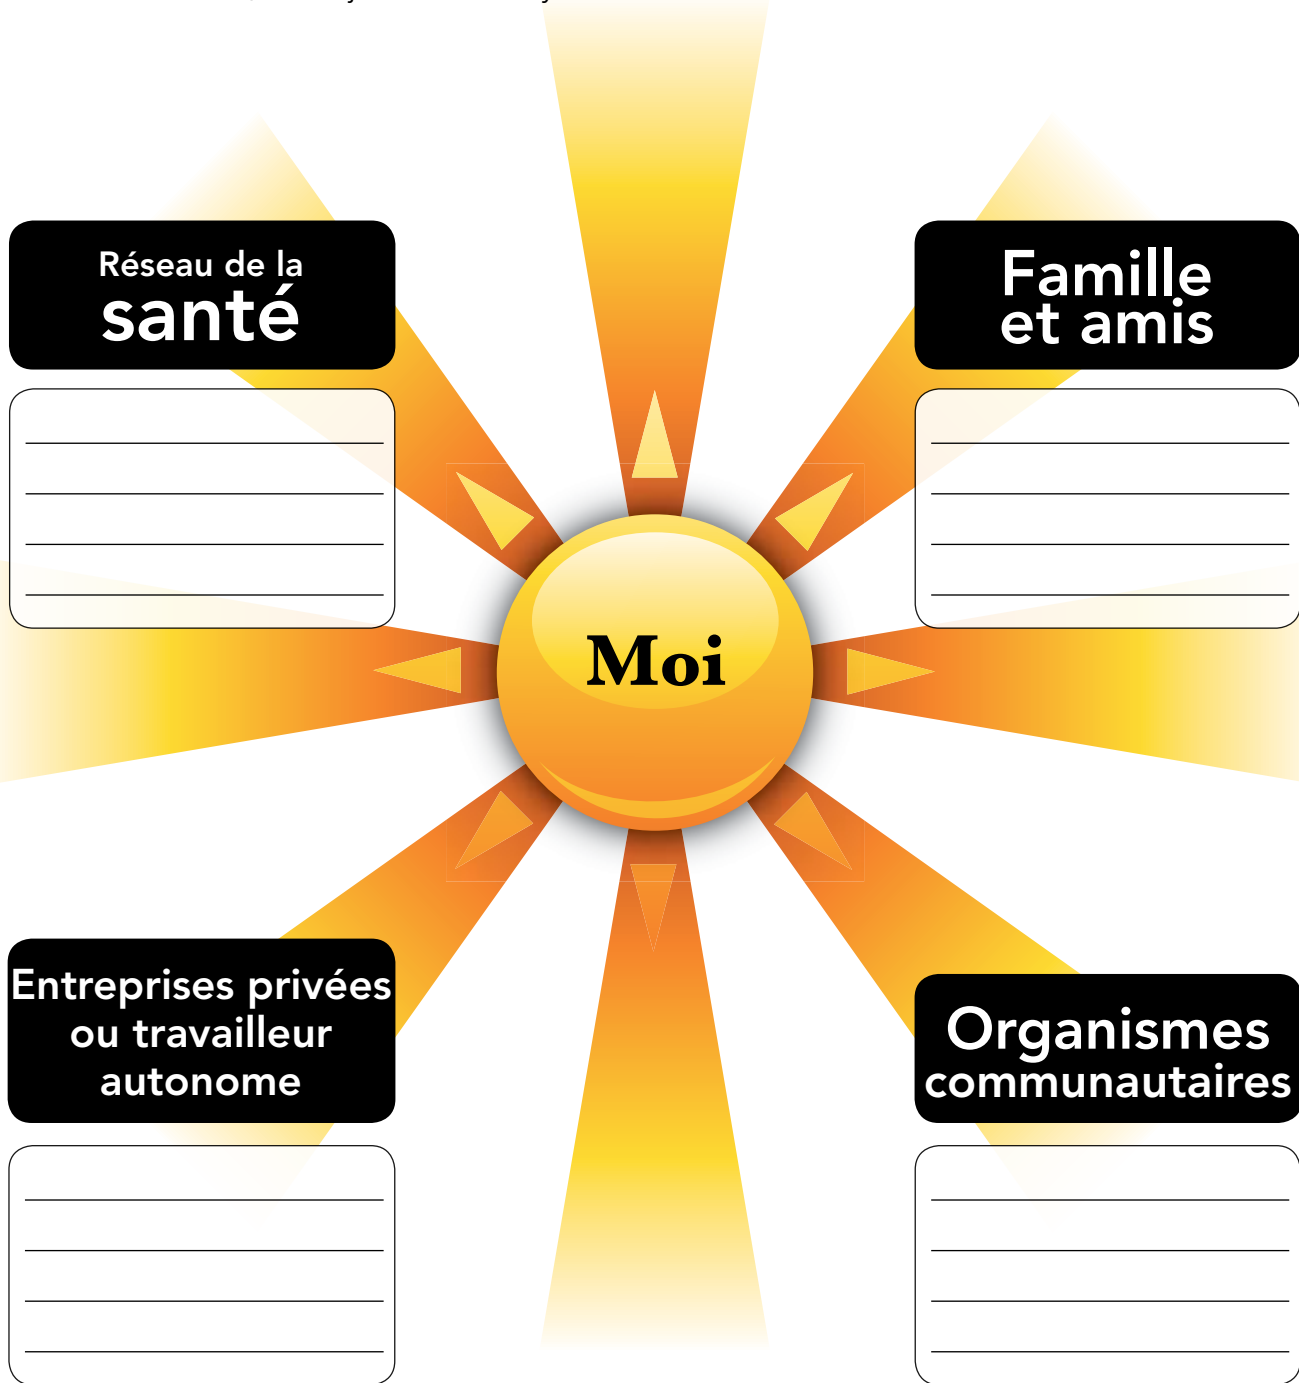 Réseau de la
santé
Famille
et amis
Moi
Entreprises privées
ou travailleur
autonome
Organismes
communautaires